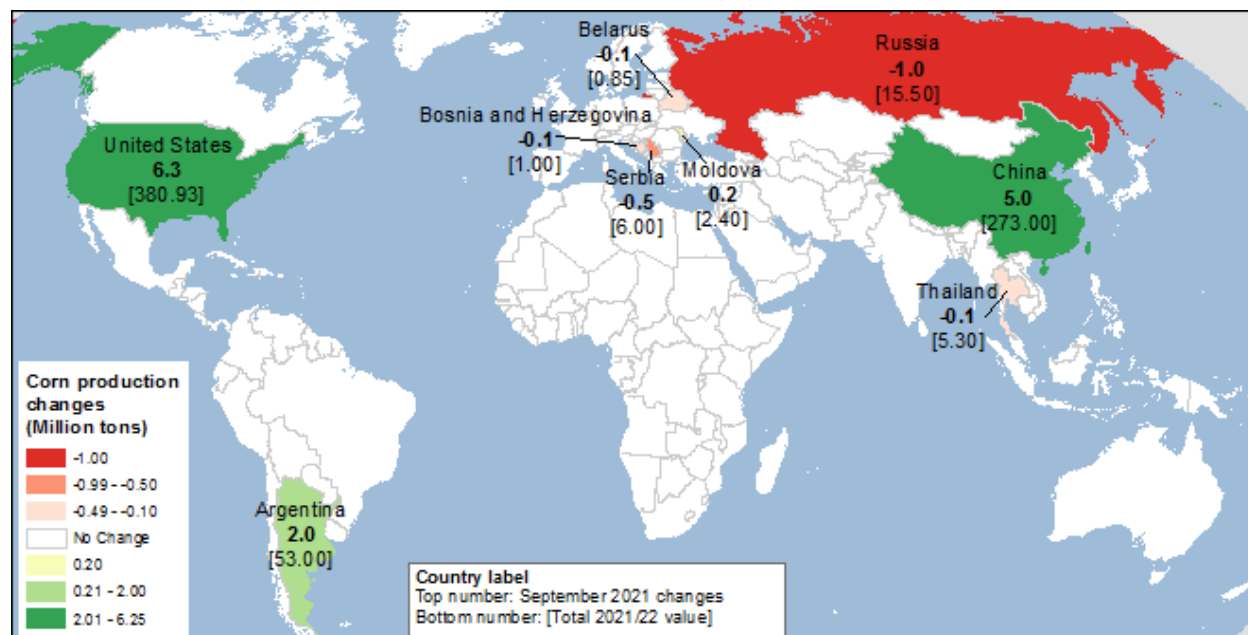 Belarus
-0.1
[0.85]
Russia
-1.0
[15.50]
Bosnia and Herzegovina
-0.1
[1.00]
United States
6.3
[380.93]
Serbia
-0.5
[6.00]
Moldova
0.2
[2.40]
China
5.0
[273.00]
Thailand
-0.1
[5.30]
Argentina
2.0
[53.00]
Corn production
changes
(Million tons)
-1.00
-0.99 - -0.50
-0.49 - -0.10
No Change
0.20
0.21 - 2.00
2.01 - 6.25
Country label
Top number: September 2021 changes
Bottom number: [Total 2021/22 value]